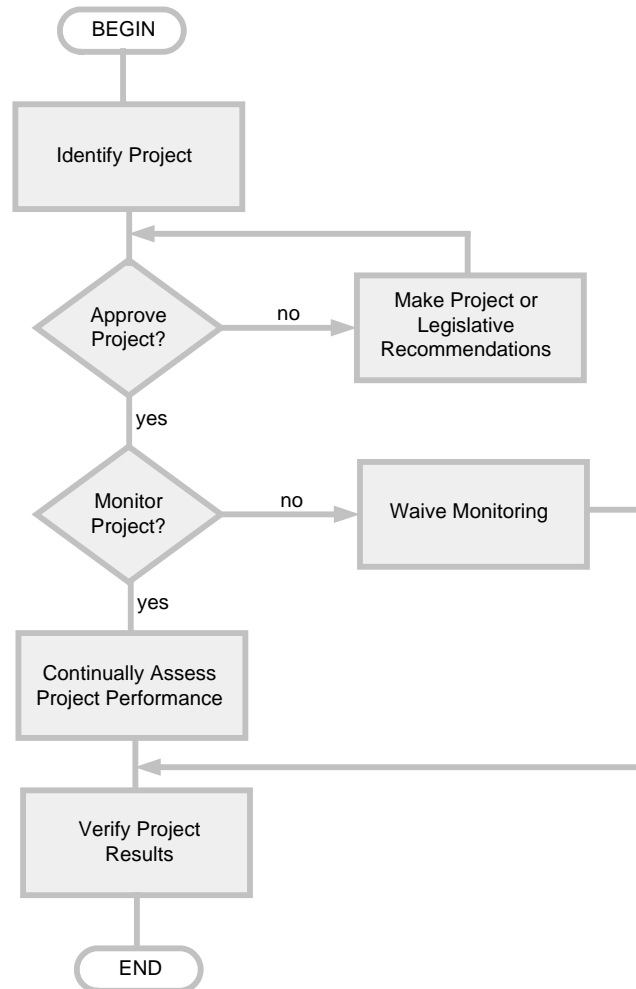 BEGIN
Identify Project
Approve
Project?
no
Make Project or
Legislative
Recommendations
yes
Monitor
Project?
no
Waive Monitoring
yes
Continually Assess
Project Performance
Verify Project
Results
END